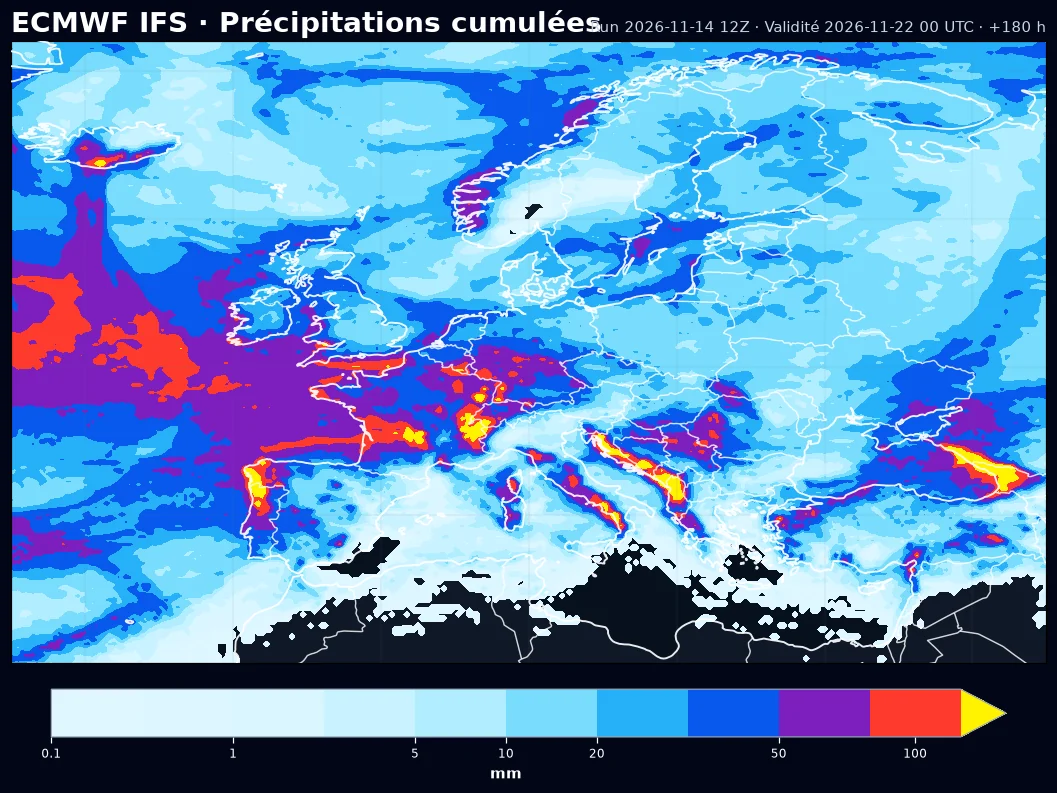 ECMWF IFS · Précipitations cumulées
Run 2026-11-14 12Z · Validité 2026-11-22 00 UTC · +180 h
0.1 1 5 10 20 50 100
mm